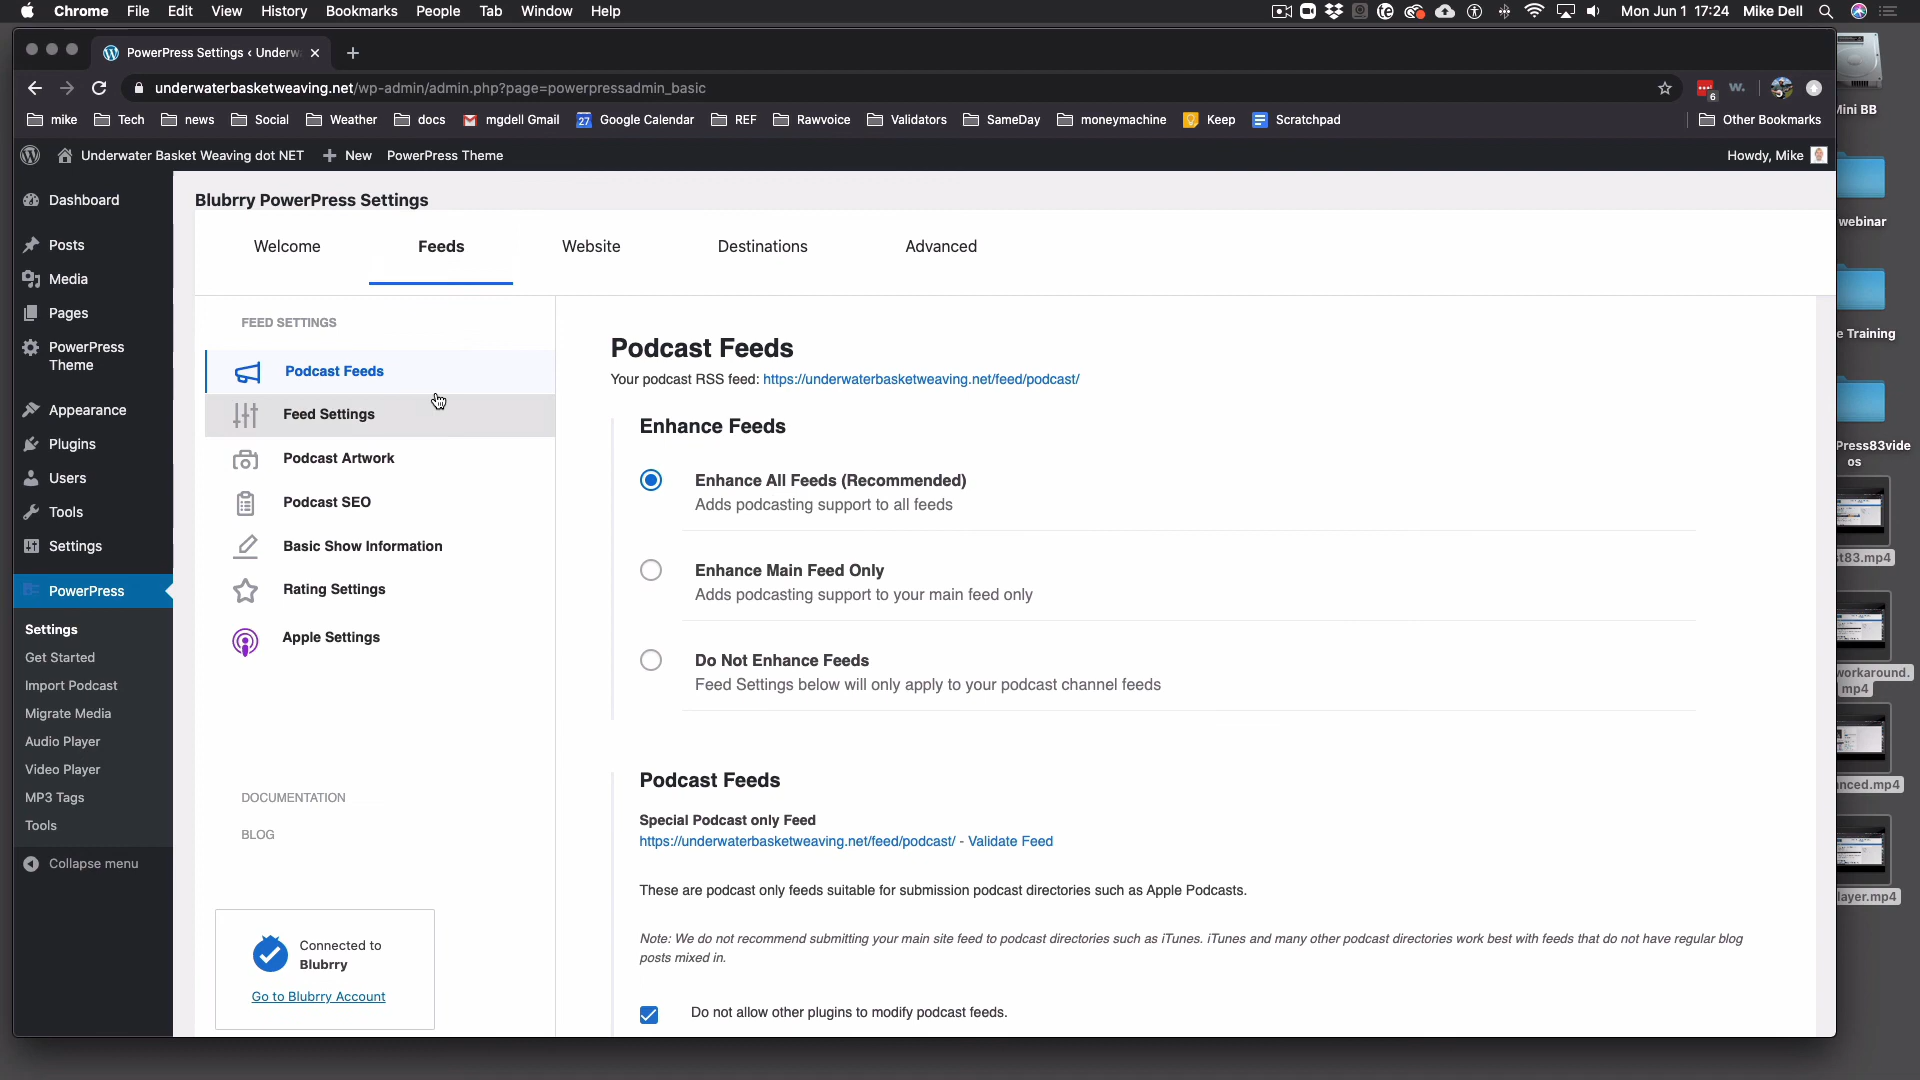 Chrome File Edit View History Bookmarks People Tab Window Help
Mon Jun 1 17:24 Mike Dell
PowerPress Settings ‹ Underw
underwaterbasketweaving.net/wp-admin/admin.php?page=powerpressadmin_basic
6
mike Tech news Social Weather docs mgdell Gmail 27 Google Calendar REF Rawvoice Validators SameDay moneymachine Keep Scratchpad Other Bookmarks
Underwater Basket Weaving dot NET New PowerPress Theme Howdy, Mike
Dashboard
Posts
Media
Pages
PowerPress
Theme
Appearance
Plugins
Users
Tools
Settings
PowerPress
Settings
Get Started
Import Podcast
Migrate Media
Audio Player
Video Player
MP3 Tags
Tools
Collapse menu
Blubrry PowerPress Settings
Welcome Feeds Website Destinations Advanced
FEED SETTINGS
Podcast Feeds
Feed Settings
Podcast Artwork
Podcast SEO
Basic Show Information
Rating Settings
Apple Settings
DOCUMENTATION
BLOG
Connected to
Blubrry
Go to Blubrry Account
Podcast Feeds
Your podcast RSS feed: https://underwaterbasketweaving.net/feed/podcast/
Enhance Feeds
Enhance All Feeds (Recommended)
Adds podcasting support to all feeds
Enhance Main Feed Only
Adds podcasting support to your main feed only
Do Not Enhance Feeds
Feed Settings below will only apply to your podcast channel feeds
Podcast Feeds
Special Podcast only Feed
https://underwaterbasketweaving.net/feed/podcast/ - Validate Feed
These are podcast only feeds suitable for submission podcast directories such as Apple Podcasts.
Note: We do not recommend submitting your main site feed to podcast directories such as iTunes. iTunes and many other podcast directories work best with feeds that do not have regular blog
posts mixed in.
Do not allow other plugins to modify podcast feeds.
Mini BB
webinar
e Training
Press83vide
os
t83.mp4
workaround.
mp4
nced.mp4
layer.mp4